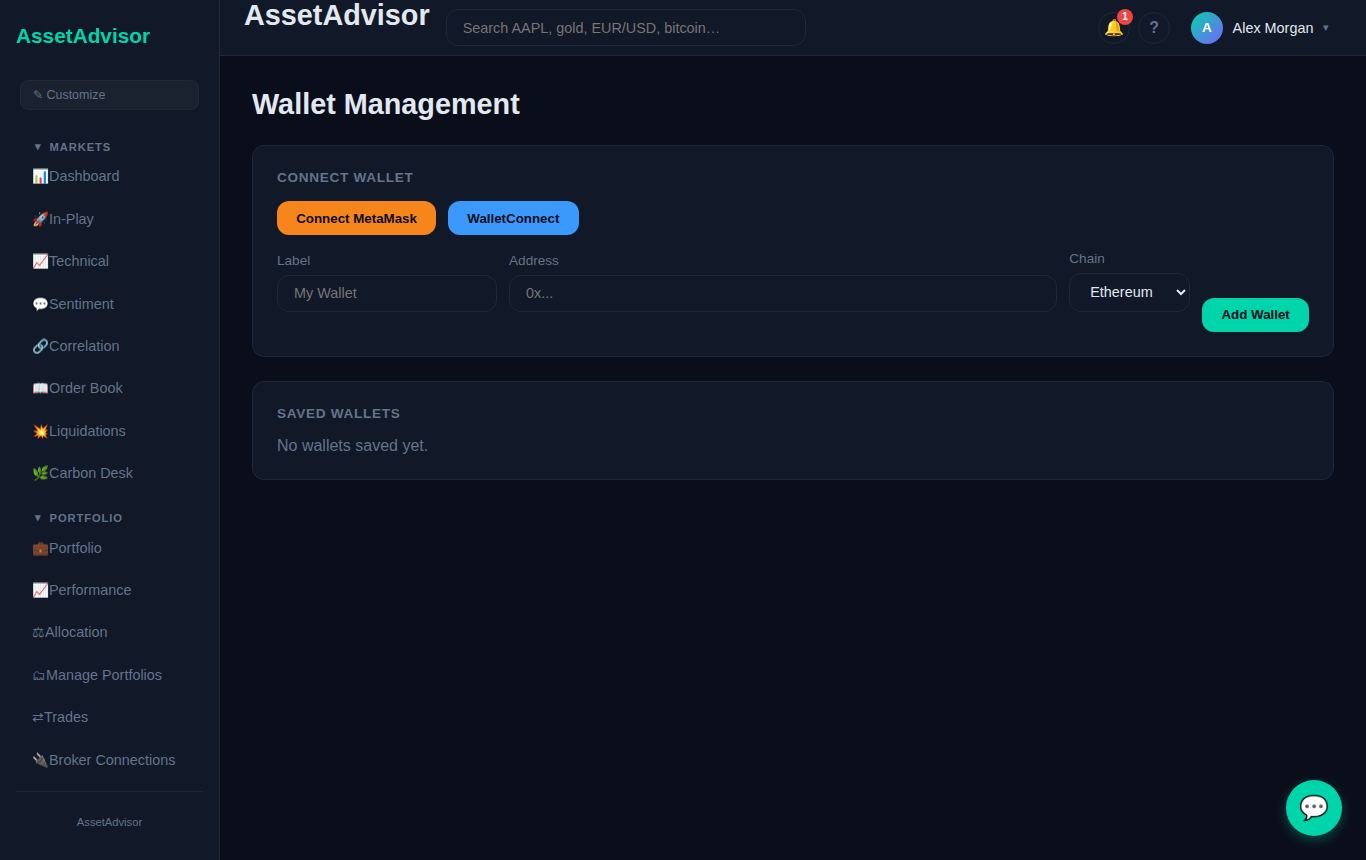 AssetAdvisor
✎ Customize
▼ MARKETS
📊Dashboard
🚀In-Play
📈Technical
💬Sentiment
🔗Correlation
📖Order Book
💥Liquidations
🌿Carbon Desk
▼ PORTFOLIO
💼Portfolio
📈Performance
⚖Allocation
🗂Manage Portfolios
⇄Trades
🔌Broker Connections
AssetAdvisor
AssetAdvisor
Search AAPL, gold, EUR/USD, bitcoin…
🔔 1
?
A Alex Morgan ▼
Wallet Management
CONNECT WALLET
Connect MetaMask WalletConnect
Label Address Chain
My Wallet 0x... Ethereum
Add Wallet
SAVED WALLETS
No wallets saved yet.
💬